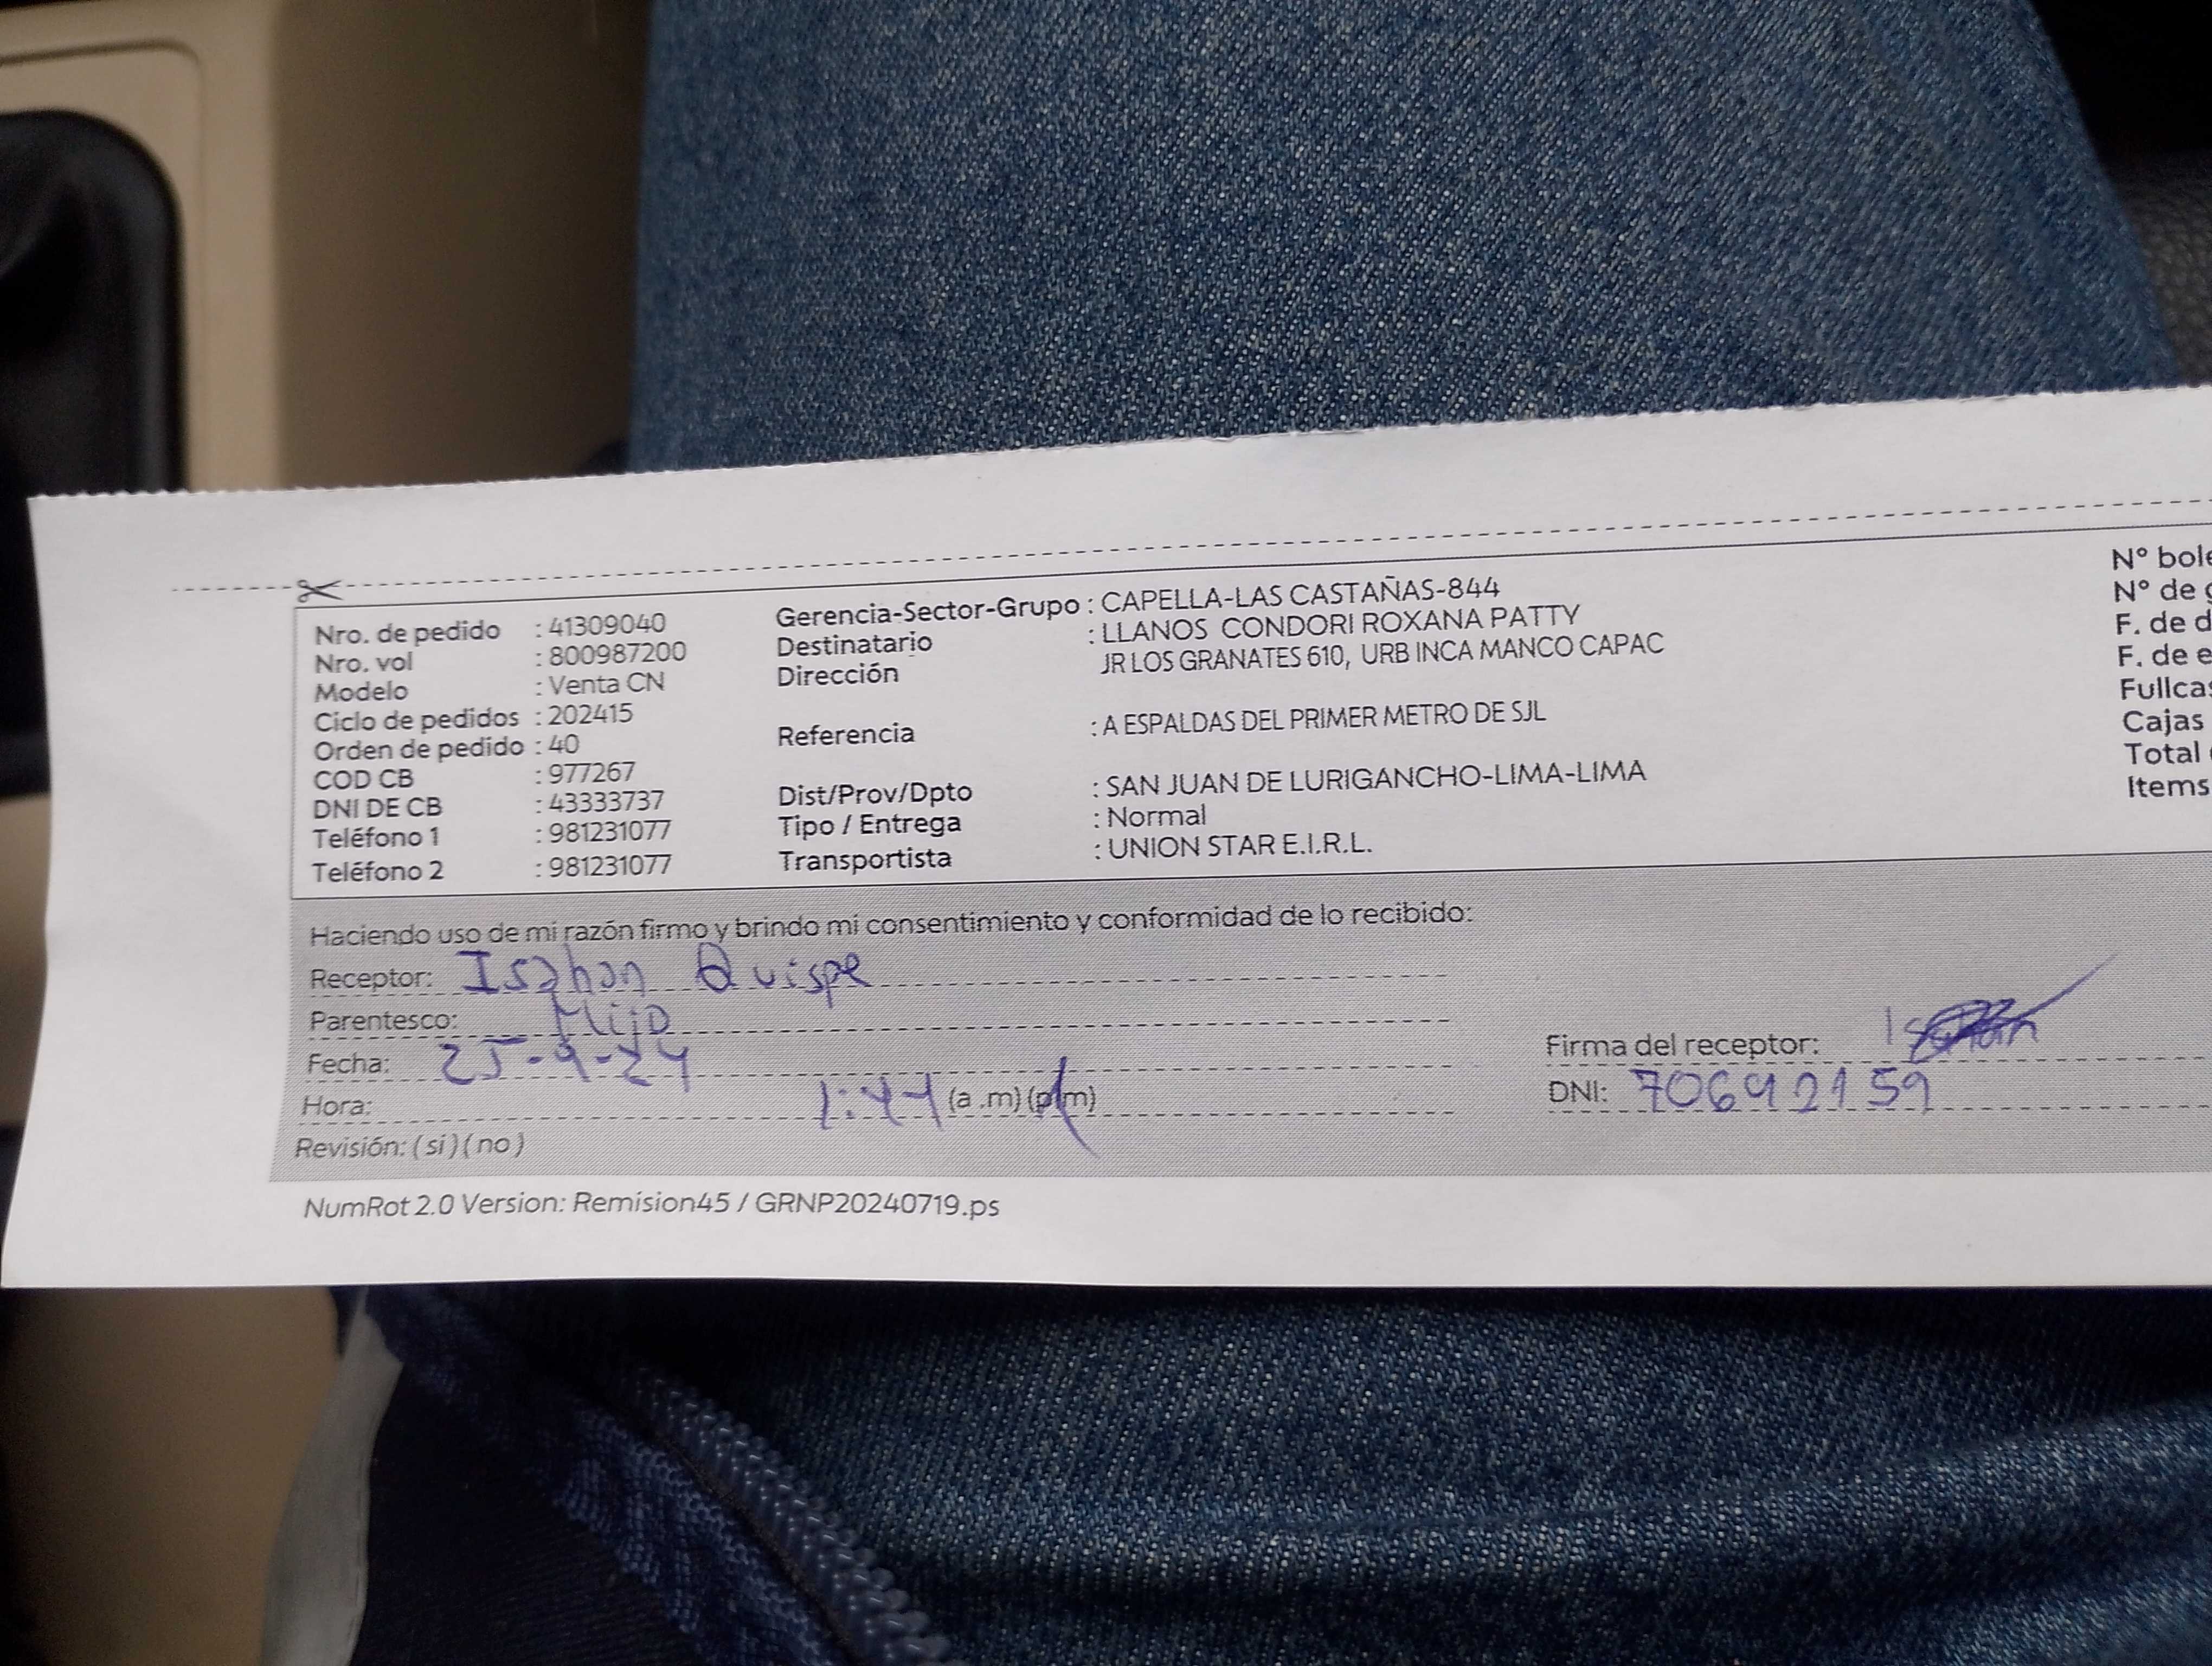 Nro. de pedido : 41309040
Nro. vol : 800987200
Modelo : Venta CN
Ciclo de pedidos : 202415
Orden de pedido : 40
COD CB : 977267
DNI DE CB : 43333737
Teléfono 1 : 981231077
Teléfono 2 : 981231077
Gerencia-Sector-Grupo : CAPELLA-LAS CASTAÑAS-844
Destinatario : LLANOS CONDORI ROXANA PATTY
Dirección JR LOS GRANATES 610, URB INCA MANCO CAPAC
Referencia : A ESPALDAS DEL PRIMER METRO DE SJL
Dist/Prov/Dpto : SAN JUAN DE LURIGANCHO-LIMA-LIMA
Tipo / Entrega : Normal
Transportista : UNION STAR E.I.R.L.
N° bole
N° de g
F. de d
F. de e
Fullcas
Cajas
Total
Items
Haciendo uso de mi razón firmo y brindo mi consentimiento y conformidad de lo recibido:
Receptor: Isahan Quispe
Parentesco: Hijo
Fecha: 25-9-24
Hora: 1:44 (a .m) (p.m)
Revisión: (si) (no)
Firma del receptor:
DNI: 70692159
NumRot 2.0 Version: Remision45 / GRNP20240719.ps